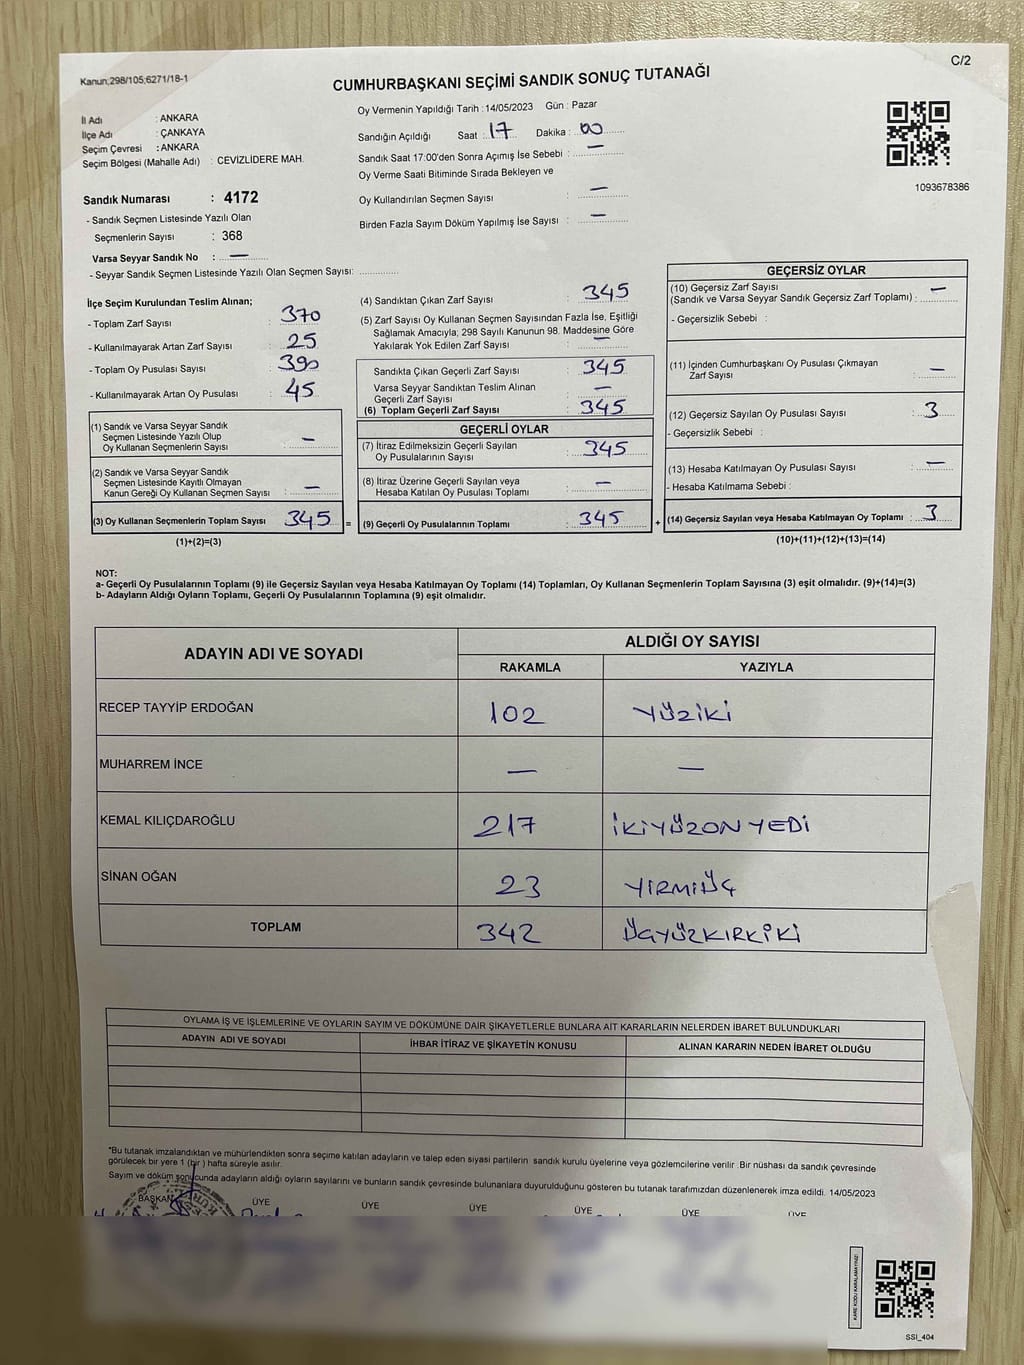 Kanun;298/105;6271/18-1
C/2
CUMHURBAŞKANI SEÇİMİ SANDIK SONUÇ TUTANAĞI
İl Adı : ANKARA
İlçe Adı : ÇANKAYA
Seçim Çevresi : ANKARA
Seçim Bölgesi (Mahalle Adı) : CEVİZLİDERE MAH.
Sandık Numarası : 4172
- Sandık Seçmen Listesinde Yazılı Olan
Seçmenlerin Sayısı : 368
Varsa Seyyar Sandık No : —
- Seyyar Sandık Seçmen Listesinde Yazılı Olan Seçmen Sayısı: ............
Oy Vermenin Yapıldığı Tarih :14/05/2023 Gün : Pazar
Sandığın Açıldığı Saat : 17 Dakika : 00
Sandık Saat 17:00'den Sonra Açımış İse Sebebi : —
Oy Verme Saati Bitiminde Sırada Bekleyen ve
Oy Kullandırılan Seçmen Sayısı : —
Birden Fazla Sayım Döküm Yapılmış İse Sayısı : —
1093678386
İlçe Seçim Kurulundan Teslim Alınan;
- Toplam Zarf Sayısı : 370
- Kullanılmayarak Artan Zarf Sayısı : 25
- Toplam Oy Pusulası Sayısı : 390
- Kullanılmayarak Artan Oy Pusulası : 45
(1) Sandık ve Varsa Seyyar Sandık
Seçmen Listesinde Yazılı Olup
Oy Kullanan Seçmenlerin Sayısı : —
(2) Sandık ve Varsa Seyyar Sandık
Seçmen Listesinde Kayıtlı Olmayan
Kanun Gereği Oy Kullanan Seçmen Sayısı : —
(3) Oy Kullanan Seçmenlerin Toplam Sayısı : 345 =
(1)+(2)=(3)
(4) Sandıktan Çıkan Zarf Sayısı : 345
(5) Zarf Sayısı Oy Kullanan Seçmen Sayısından Fazla İse, Eşitliği
Sağlamak Amacıyla; 298 Sayılı Kanunun 98. Maddesine Göre
Yakılarak Yok Edilen Zarf Sayısı : —
Sandıkta Çıkan Geçerli Zarf Sayısı : 345
Varsa Seyyar Sandıktan Teslim Alınan
Geçerli Zarf Sayısı : —
(6) Toplam Geçerli Zarf Sayısı : 345
GEÇERLİ OYLAR
(7) İtiraz Edilmeksizin Geçerli Sayılan
Oy Pusulalarının Sayısı : 345
(8) İtiraz Üzerine Geçerli Sayılan veya
Hesaba Katılan Oy Pusulası Toplamı : —
(9) Geçerli Oy Pusulalarının Toplamı : 345 +
GEÇERSİZ OYLAR
(10) Geçersiz Zarf Sayısı
(Sandık ve Varsa Seyyar Sandık Geçersiz Zarf Toplamı) : —
- Geçersizlik Sebebi :
(11) İçinden Cumhurbaşkanı Oy Pusulası Çıkmayan
Zarf Sayısı : —
(12) Geçersiz Sayılan Oy Pusulası Sayısı : 3
- Geçersizlik Sebebi :
(13) Hesaba Katılmayan Oy Pusulası Sayısı : —
- Hesaba Katılmama Sebebi :
(14) Geçersiz Sayılan veya Hesaba Katılmayan Oy Toplamı : 3
(10)+(11)+(12)+(13)=(14)
NOT:
a- Geçerli Oy Pusulalarının Toplamı (9) ile Geçersiz Sayılan veya Hesaba Katılmayan Oy Toplamı (14) Toplamları, Oy Kullanan Seçmenlerin Toplam Sayısına (3) eşit olmalıdır. (9)+(14)=(3)
b- Adayların Aldığı Oyların Toplamı, Geçerli Oy Pusulalarının Toplamına (9) eşit olmalıdır.
ADAYIN ADI VE SOYADI ALDIĞI OY SAYISI
RAKAMLA YAZIYLA
RECEP TAYYİP ERDOĞAN 102 YÜZİKİ
MUHARREM İNCE — —
KEMAL KILIÇDAROĞLU 217 İKİYÜZONYEDİ
SİNAN OĞAN 23 YİRMİÜÇ
TOPLAM 342 ÜÇYÜZKIRKİKİ
OYLAMA İŞ VE İŞLEMLERİNE VE OYLARIN SAYIM VE DÖKÜMÜNE DAİR ŞİKAYETLERLE BUNLARA AİT KARARLARIN NELERDEN İBARET BULUNDUKLARI
ADAYIN ADI VE SOYADI İHBAR İTİRAZ VE ŞİKAYETİN KONUSU ALINAN KARARIN NEDEN İBARET OLDUĞU
*Bu tutanak imzalandıktan ve mühürlendikten sonra seçime katılan adayların ve talep eden siyasi partilerin sandık kurulu üyelerine veya gözlemcilerine verilir .Bir nüshası da sandık çevresinde
görülecek bir yere 1 (bir ) hafta süreyle asılır.
Sayım ve döküm sonucunda adayların aldığı oyların sayılarını ve bunların sandık çevresinde bulunanlara duyurulduğunu gösteren bu tutanak tarafımızdan düzenlenerek imza edildi. 14/05/2023
BAŞKAN ÜYE ÜYE ÜYE ÜYE ÜYE ÜYE
KARE KODU KARALAMAYINIZ!
SSİ_404